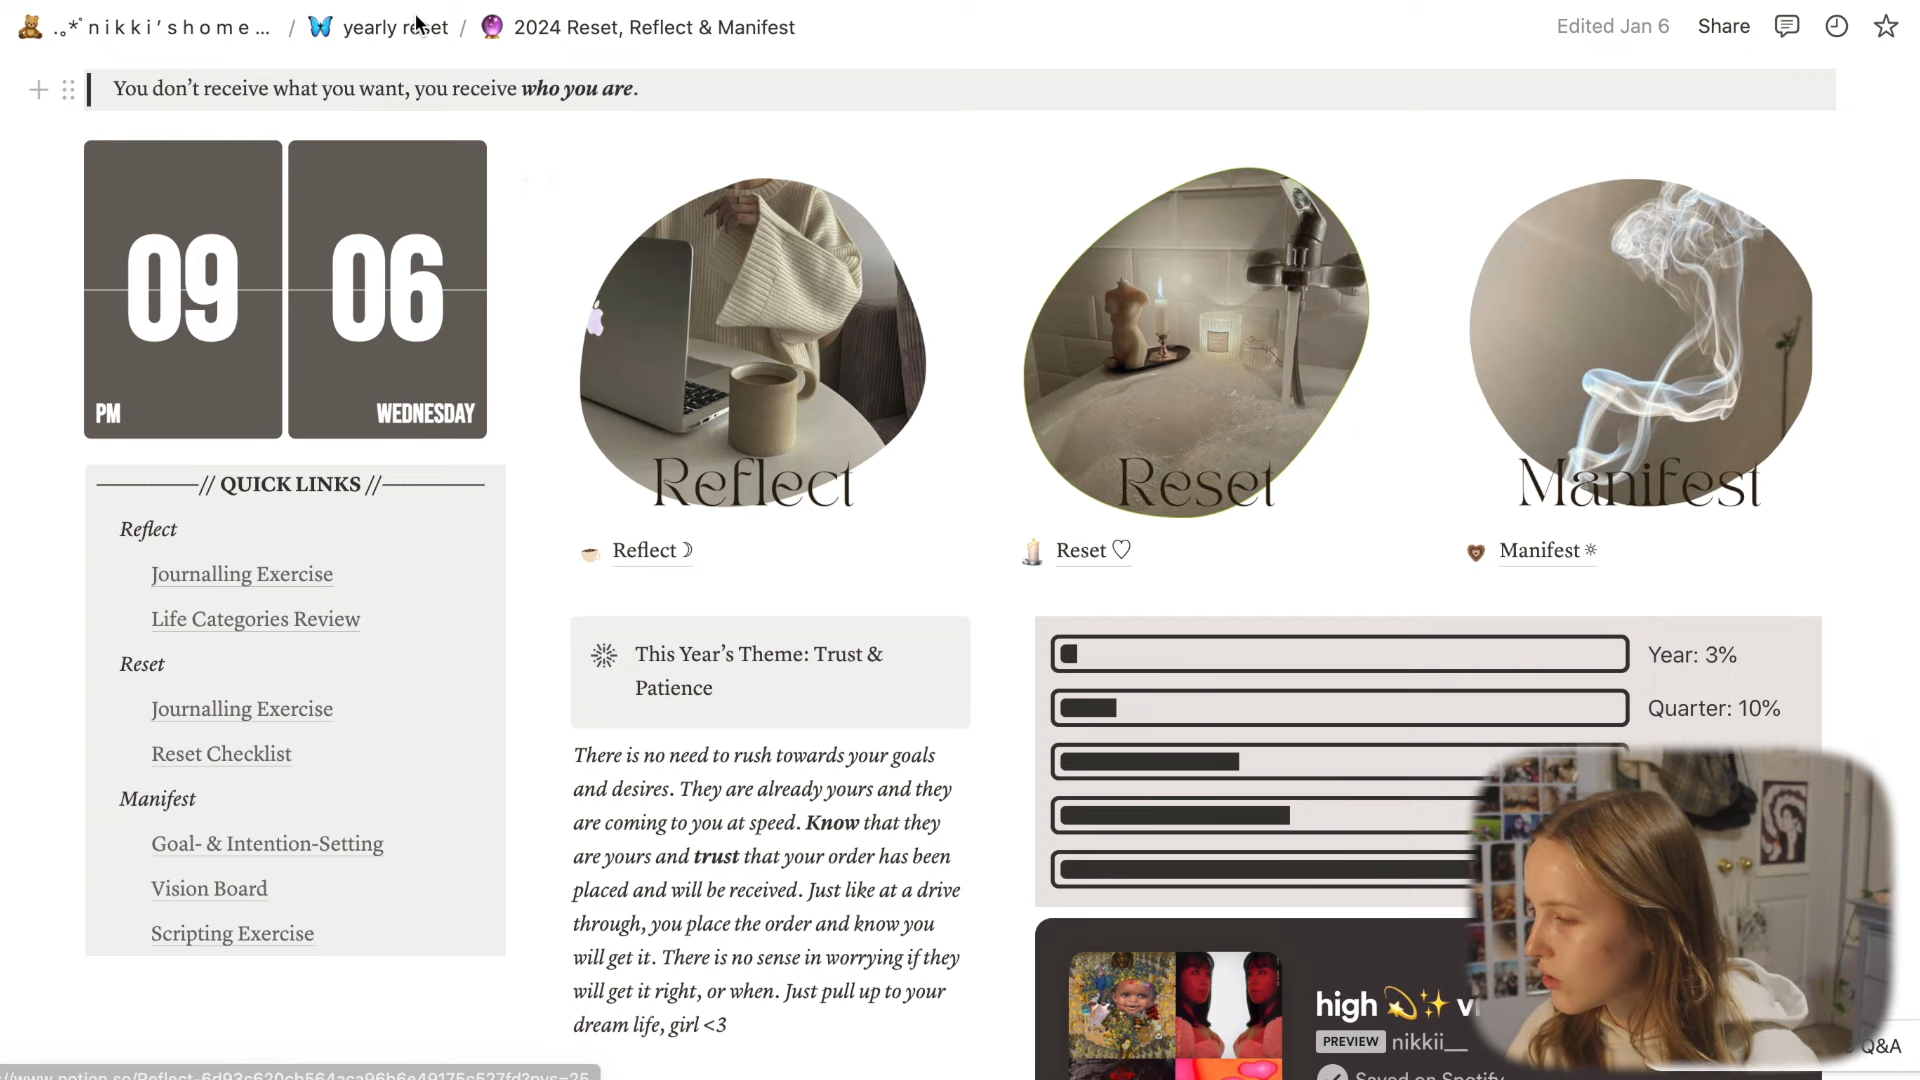 .｡*ﾟn i k k i ' s h o m e ... / yearly reset / 2024 Reset, Reflect & Manifest
Edited Jan 6 Share
You don't receive what you want, you receive who you are.
09 06
PM WEDNESDAY
// QUICK LINKS //
Reflect
Journalling Exercise
Life Categories Review
Reset
Journalling Exercise
Reset Checklist
Manifest
Goal- & Intention-Setting
Vision Board
Scripting Exercise
Reflect
Reset
Manifest
Reflect ☽
Reset ♡
Manifest ☼
This Year's Theme: Trust &
Patience
There is no need to rush towards your goals
and desires. They are already yours and they
are coming to you at speed. Know that they
are yours and trust that your order has been
placed and will be received. Just like at a drive
through, you place the order and know you
will get it. There is no sense in worrying if they
will get it right, or when. Just pull up to your
dream life, girl <3
Year: 3%
Quarter: 10%
high 💫✨
PREVIEW nikkii__
Saved on Spotify
Q&A